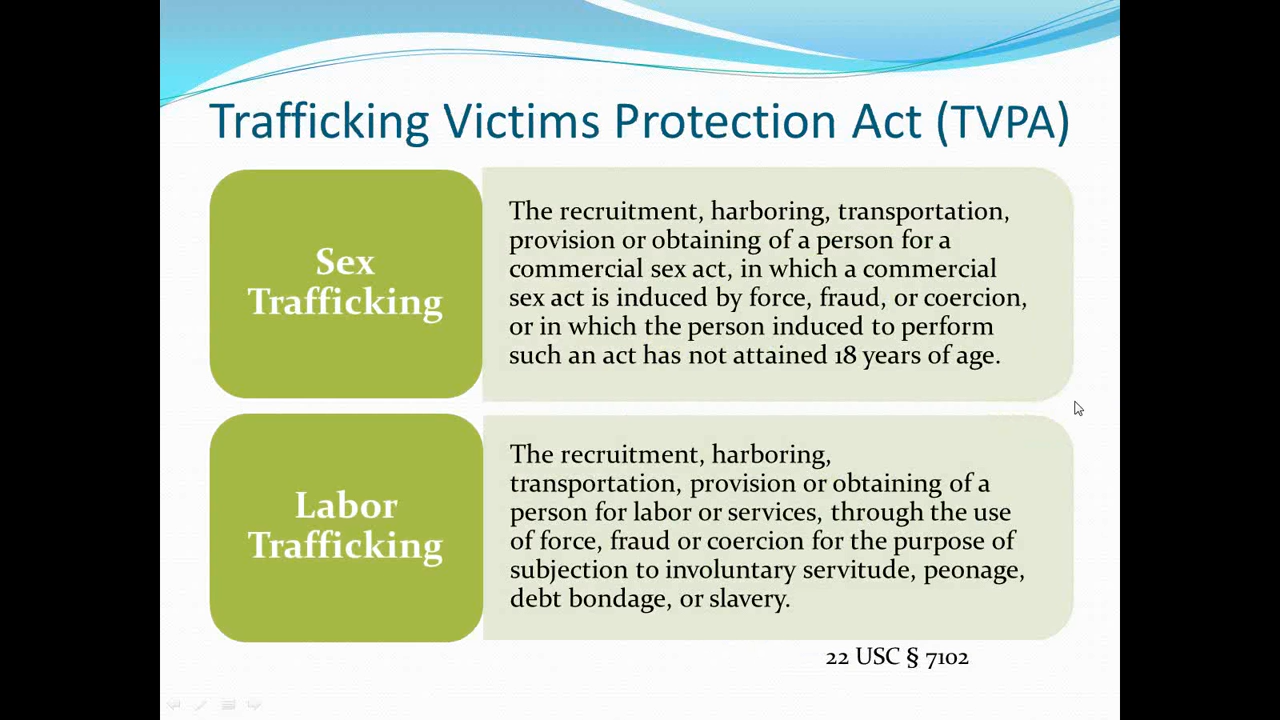 Trafficking Victims Protection Act (TVPA)
Sex
Trafficking
The recruitment, harboring, transportation,
provision or obtaining of a person for a
commercial sex act, in which a commercial
sex act is induced by force, fraud, or coercion,
or in which the person induced to perform
such an act has not attained 18 years of age.
Labor
Trafficking
The recruitment, harboring,
transportation, provision or obtaining of a
person for labor or services, through the use
of force, fraud or coercion for the purpose of
subjection to involuntary servitude, peonage,
debt bondage, or slavery.
22 USC § 7102